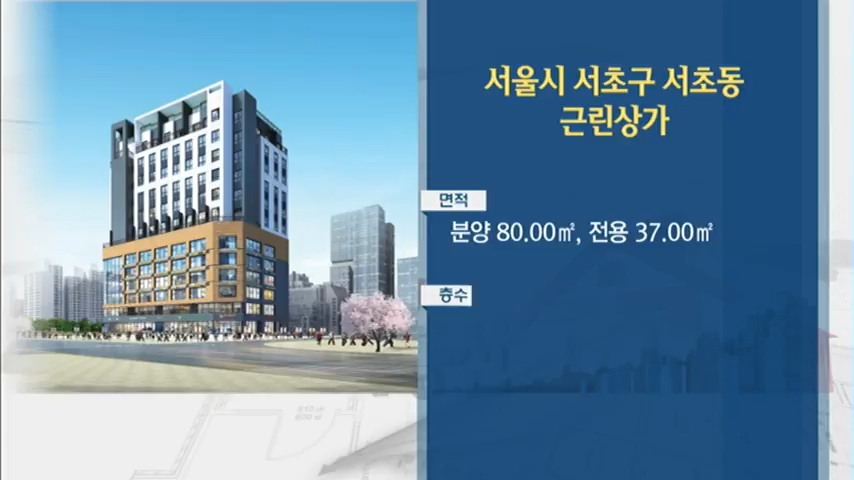 서울시 서초구 서초동
근린상가
면적
분양 80.00㎡, 전용 37.00㎡
층수